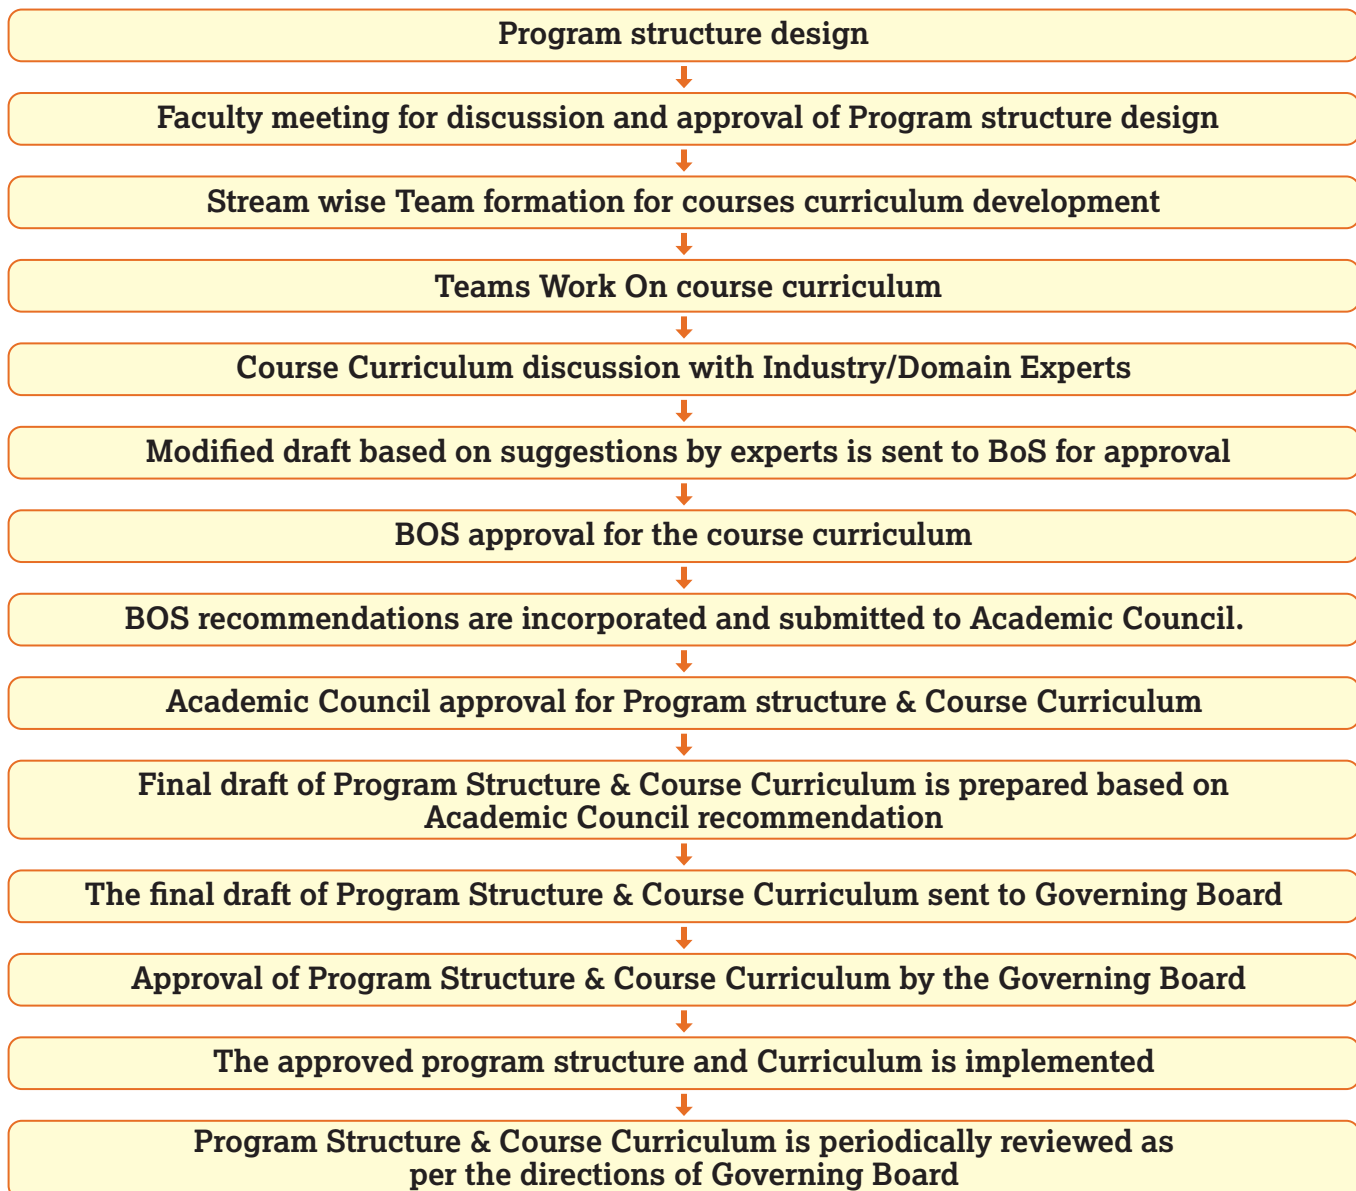 Program structure design
Faculty meeting for discussion and approval of Program structure design
Stream wise Team formation for courses curriculum development
Teams Work On course curriculum
Course Curriculum discussion with Industry/Domain Experts
Modified draft based on suggestions by experts is sent to BoS for approval
BOS approval for the course curriculum
BOS recommendations are incorporated and submitted to Academic Council.
Academic Council approval for Program structure & Course Curriculum
Final draft of Program Structure & Course Curriculum is prepared based on
Academic Council recommendation
The final draft of Program Structure & Course Curriculum sent to Governing Board
Approval of Program Structure & Course Curriculum by the Governing Board
The approved program structure and Curriculum is implemented
Program Structure & Course Curriculum is periodically reviewed as
per the directions of Governing Board